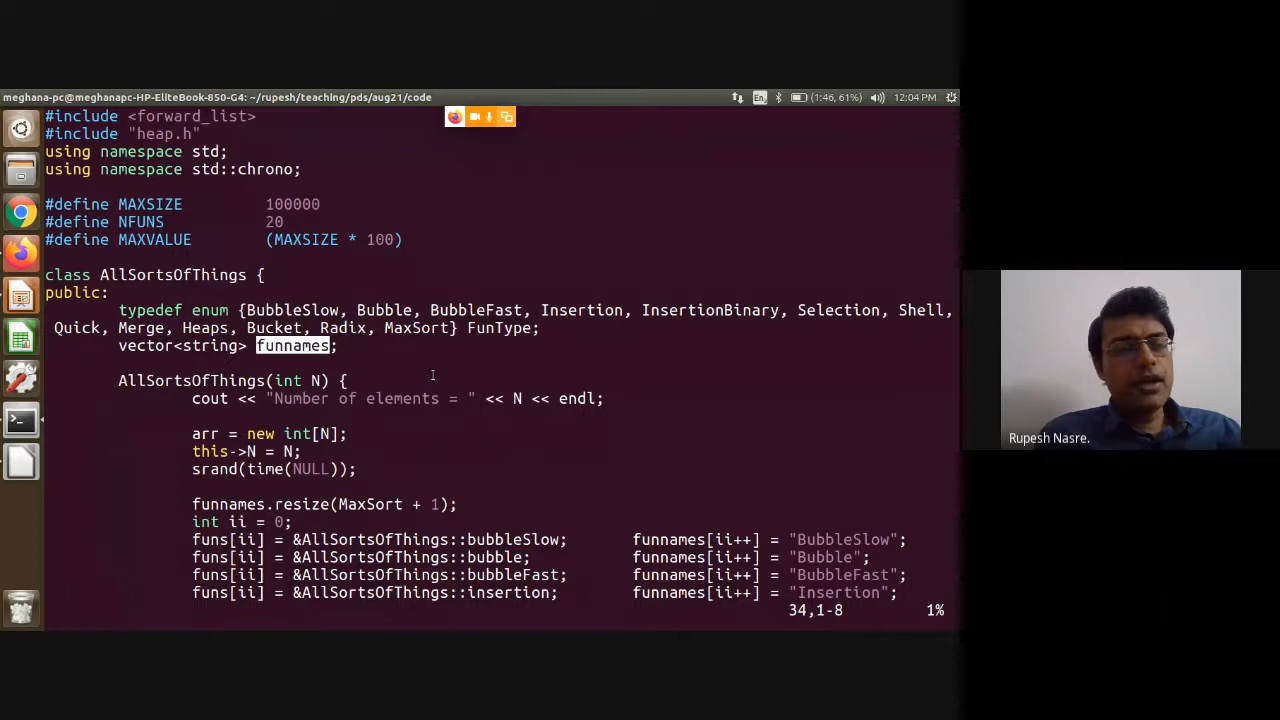 meghana-pc@meghanapc-HP-EliteBook-850-G4: ~/rupesh/teaching/pds/aug21/code
En
(1:46, 61%)
12:04 PM
#include <forward_list>
#include "heap.h"
using namespace std;
using namespace std::chrono;
#define MAXSIZE 100000
#define NFUNS 20
#define MAXVALUE (MAXSIZE * 100)
class AllSortsOfThings {
public:
typedef enum {BubbleSlow, Bubble, BubbleFast, Insertion, InsertionBinary, Selection, Shell,
Quick, Merge, Heaps, Bucket, Radix, MaxSort} FunType;
vector<string> funnames;
AllSortsOfThings(int N) {
cout << "Number of elements = " << N << endl;
arr = new int[N];
this->N = N;
srand(time(NULL));
funnames.resize(MaxSort + 1);
int ii = 0;
funs[ii] = &AllSortsOfThings::bubbleSlow; funnames[ii++] = "BubbleSlow";
funs[ii] = &AllSortsOfThings::bubble; funnames[ii++] = "Bubble";
funs[ii] = &AllSortsOfThings::bubbleFast; funnames[ii++] = "BubbleFast";
funs[ii] = &AllSortsOfThings::insertion; funnames[ii++] = "Insertion";
34,1-8 1%
Rupesh Nasre.